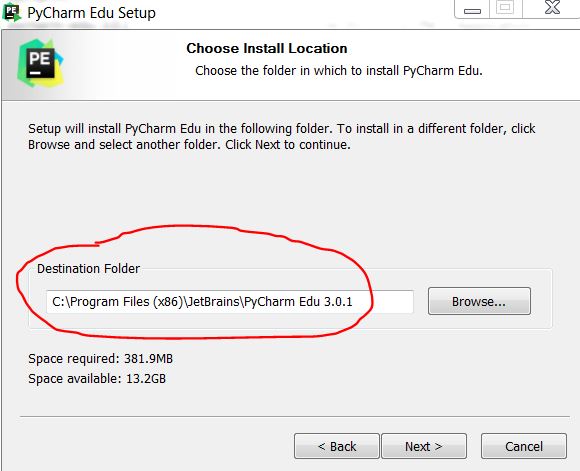 PyCharm Edu Setup
PE
Choose Install Location
Choose the folder in which to install PyCharm Edu.
Setup will install PyCharm Edu in the following folder. To install in a different folder, click
Browse and select another folder. Click Next to continue.
Destination Folder
C:\Program Files (x86)\JetBrains\PyCharm Edu 3.0.1
Browse...
Space required: 381.9MB
Space available: 13.2GB
< Back
Next >
Cancel